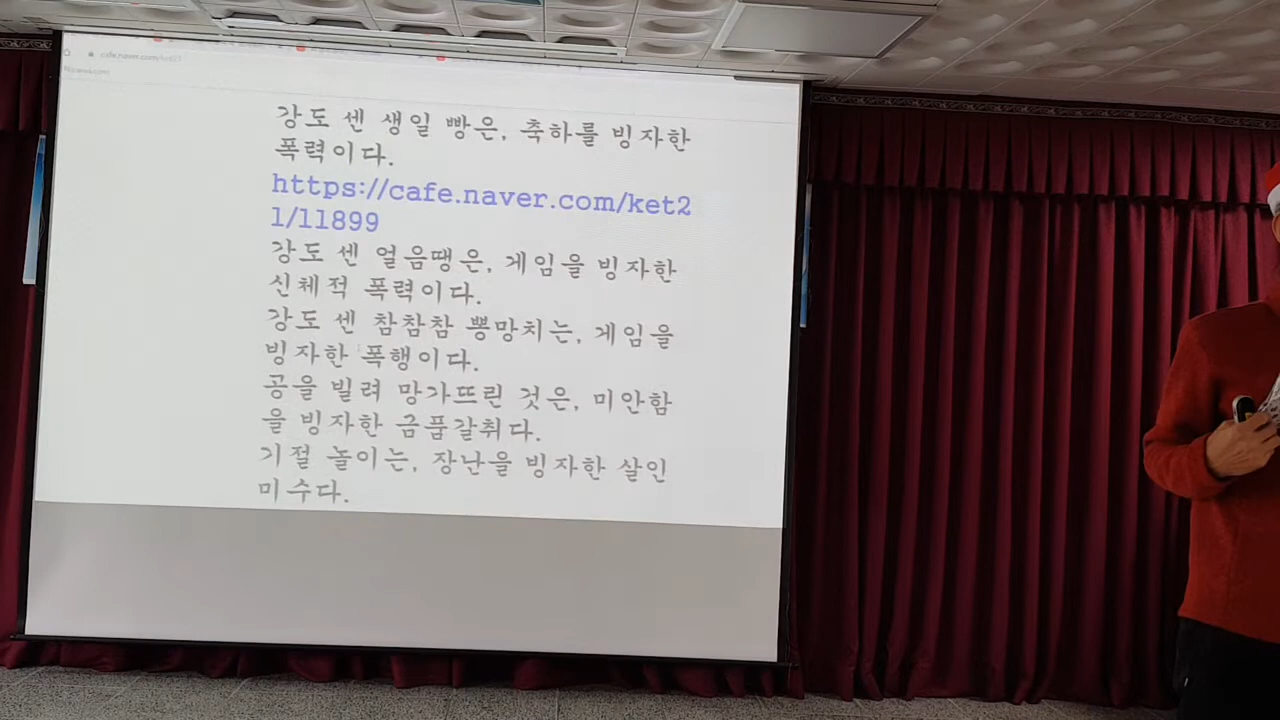 cafe.naver.com/ket21
강도 센 생일 빵은, 축하를 빙자한
폭력이다.
https://cafe.naver.com/ket2
1/11899
강도 센 얼음땡은, 게임을 빙자한
신체적 폭력이다.
강도 센 참참참 뿅망치는, 게임을
빙자한 폭행이다.
공을 빌려 망가뜨린 것은, 미안함
을 빙자한 금품갈취다.
기절 놀이는, 장난을 빙자한 살인
미수다.